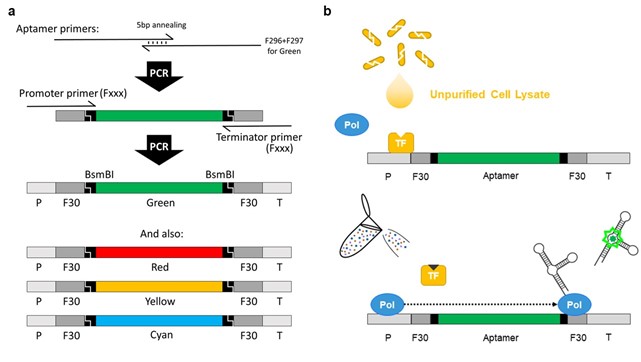 a
Aptamer primers:
5bp annealing
F296+F297
for Green
PCR
Promoter primer (Fxxx)
Terminator primer
(Fxxx)
PCR
BsmBI BsmBI
P F30 Green F30 T
And also:
Red
P F30 F30 T
Yellow
P F30 F30 T
Cyan
P F30 F30 T
b
Unpurified Cell Lysate
Pol
TF
P F30 Aptamer F30 T
TF
Pol Pol
P F30 Aptamer F30 T